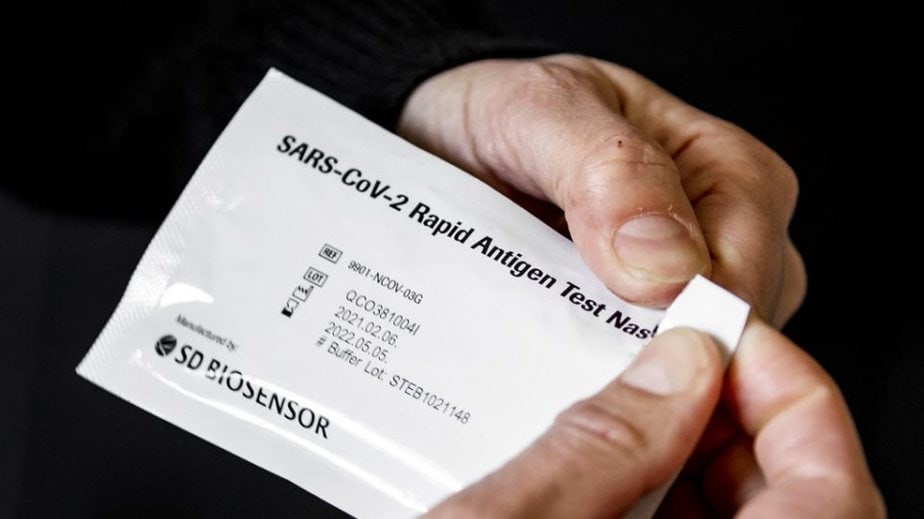 SARS-CoV-2 Rapid Antigen Test Nas
REF 9901-NCOV-03G
LOT QCO381004I
2021.02.06.
2022.05.05.
# Buffer Lot: STEB1021148
Manufactured by:
SD BIOSENSOR